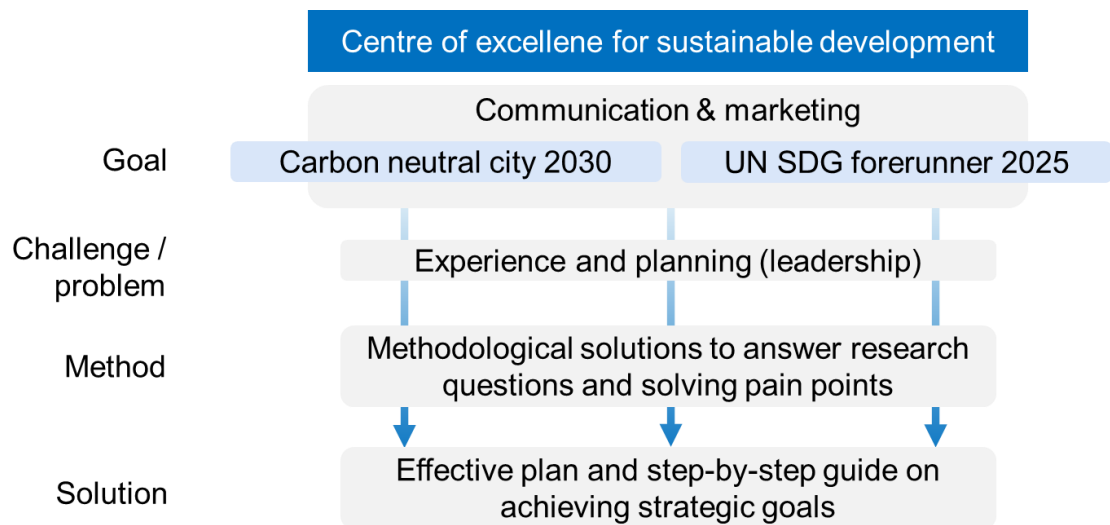 Centre of excellene for sustainable development
Communication & marketing
Goal
Carbon neutral city 2030
UN SDG forerunner 2025
Challenge /
problem
Experience and planning (leadership)
Method
Methodological solutions to answer research
questions and solving pain points
Solution
Effective plan and step-by-step guide on
achieving strategic goals